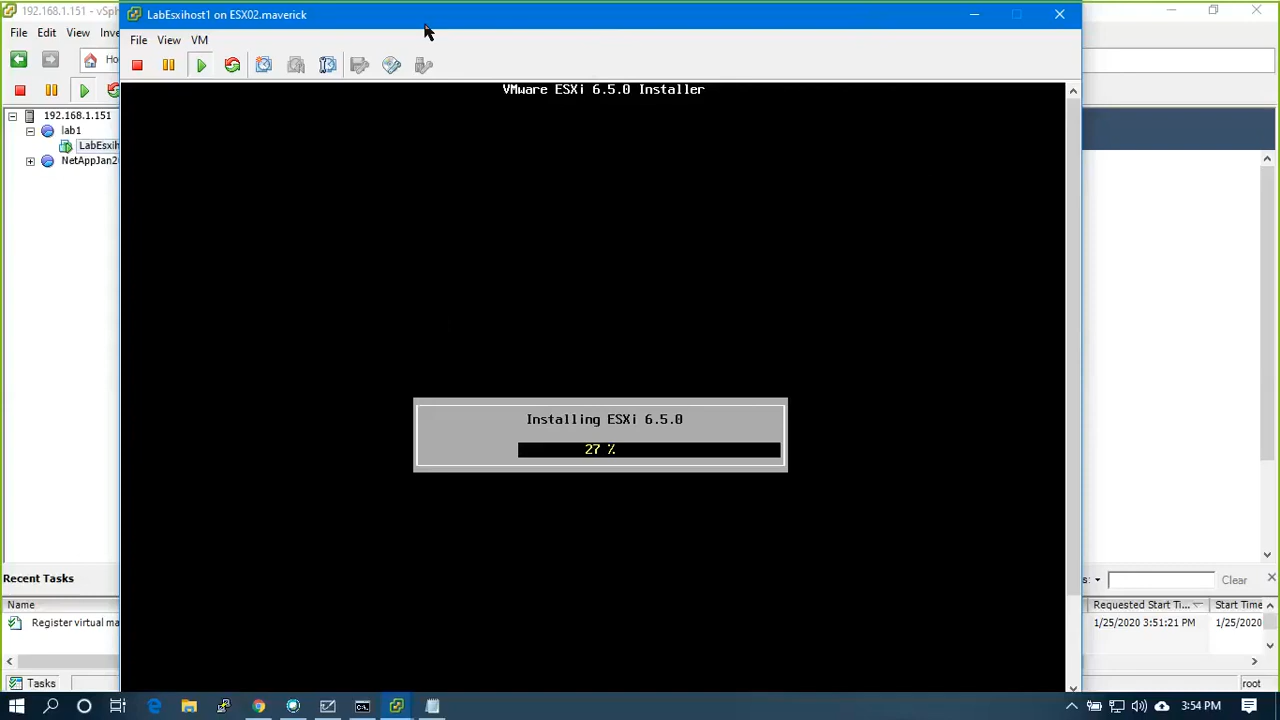 192.168.1.151 - vSph
LabEsxihost1 on ESX02.maverick
File Edit View Inve
File View VM
Ho
VMware ESXi 6.5.0 Installer
192.168.1.151
lab1
LabEsxih
NetAppJan2
Installing ESXi 6.5.0
27 %
Recent Tasks
s:
Clear
Name
Requested Start Ti...
Start Time
Register virtual ma
1/25/2020 3:51:21 PM
1/25/2020
Tasks
root
3:54 PM